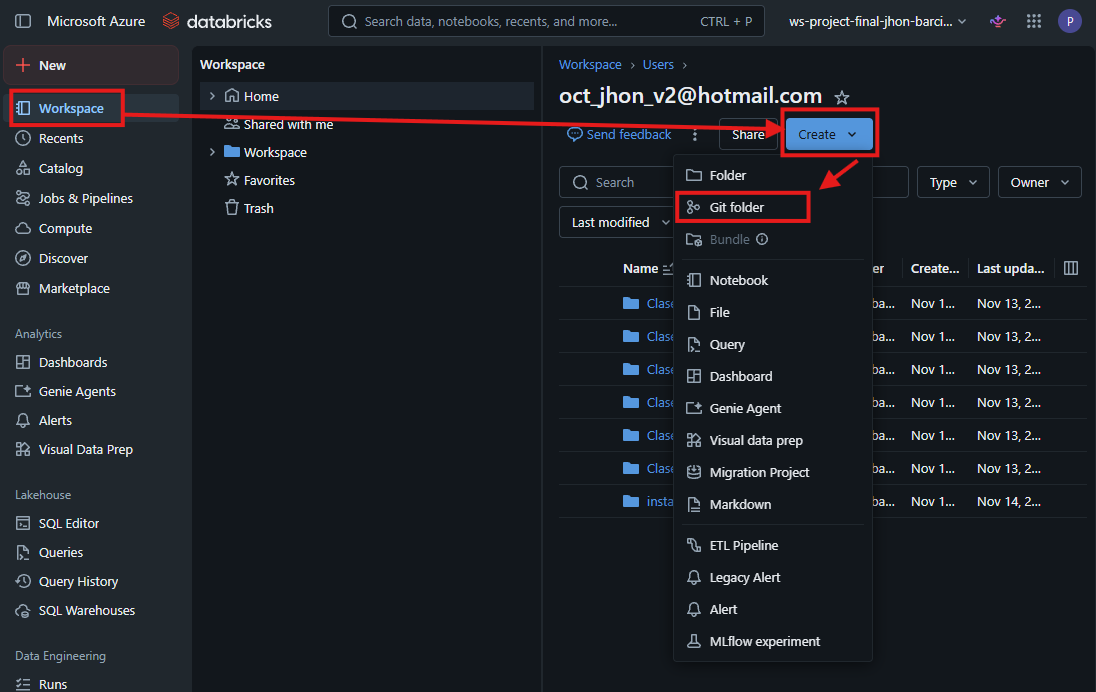 Microsoft Azure
databricks
Search data, notebooks, recents, and more...
CTRL + P
ws-project-final-jhon-barci...
P
New
Workspace
Recents
Catalog
Jobs & Pipelines
Compute
Discover
Marketplace
Analytics
Dashboards
Genie Agents
Alerts
Visual Data Prep
Lakehouse
SQL Editor
Queries
Query History
SQL Warehouses
Data Engineering
Runs
Workspace
Home
Shared with me
Workspace
Favorites
Trash
Workspace > Users >
oct_jhon_v2@hotmail.com
Send feedback
Share
Create
Search
Type
Owner
Last modified
Folder
Git folder
Bundle
Notebook
File
Query
Dashboard
Genie Agent
Visual data prep
Migration Project
Markdown
ETL Pipeline
Legacy Alert
Alert
MLflow experiment
Name
Create...
Last upda...
Nov 1... Nov 13, 2...
Nov 1... Nov 13, 2...
Nov 1... Nov 13, 2...
Nov 1... Nov 13, 2...
Nov 1... Nov 13, 2...
Nov 1... Nov 13, 2...
Nov 1... Nov 14, 2...